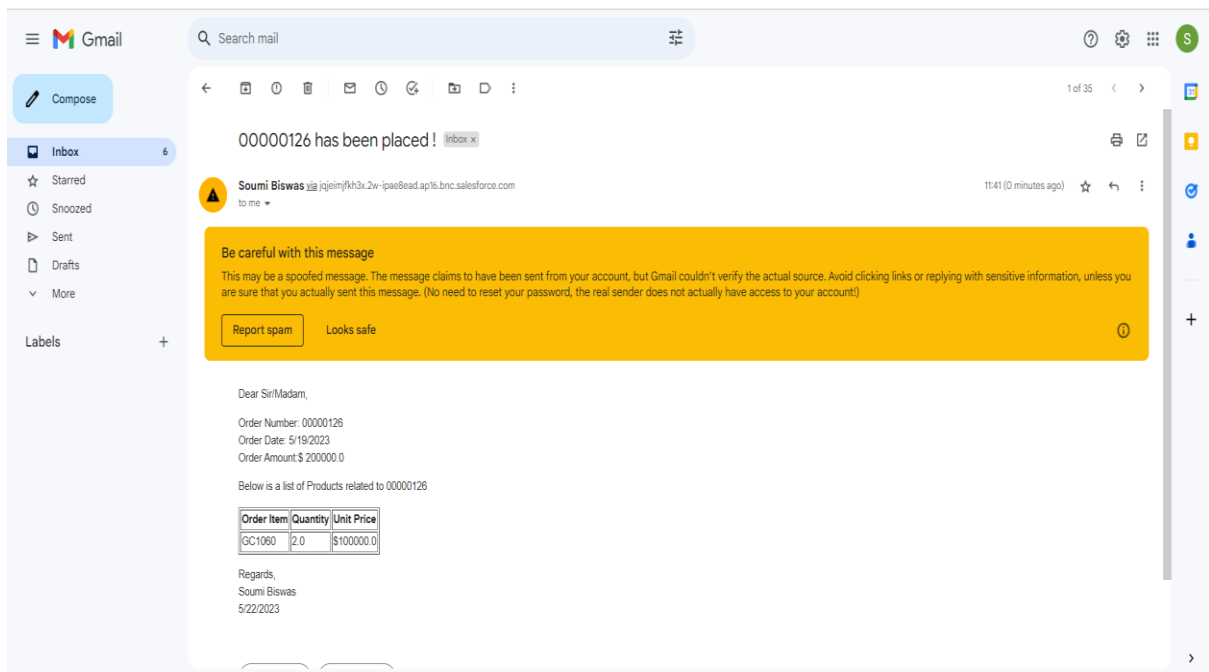 Gmail
Search mail
S
Compose
1 of 35
31
Inbox 6
Starred
Snoozed
Sent
Drafts
More
Labels
00000126 has been placed ! Inbox x
Soumi Biswas via jqjeimjfkh3x.2w-ipae8ead.ap16.bnc.salesforce.com
11:41 (0 minutes ago)
to me
Be careful with this message
This may be a spoofed message. The message claims to have been sent from your account, but Gmail couldn't verify the actual source. Avoid clicking links or replying with sensitive information, unless you
are sure that you actually sent this message. (No need to reset your password, the real sender does not actually have access to your account!)
Report spam Looks safe
Dear Sir/Madam,
Order Number: 00000126
Order Date: 5/19/2023
Order Amount:$ 200000.0
Below is a list of Products related to 00000126
Order Item Quantity Unit Price
GC1060 2.0 $100000.0
Regards,
Soumi Biswas
5/22/2023